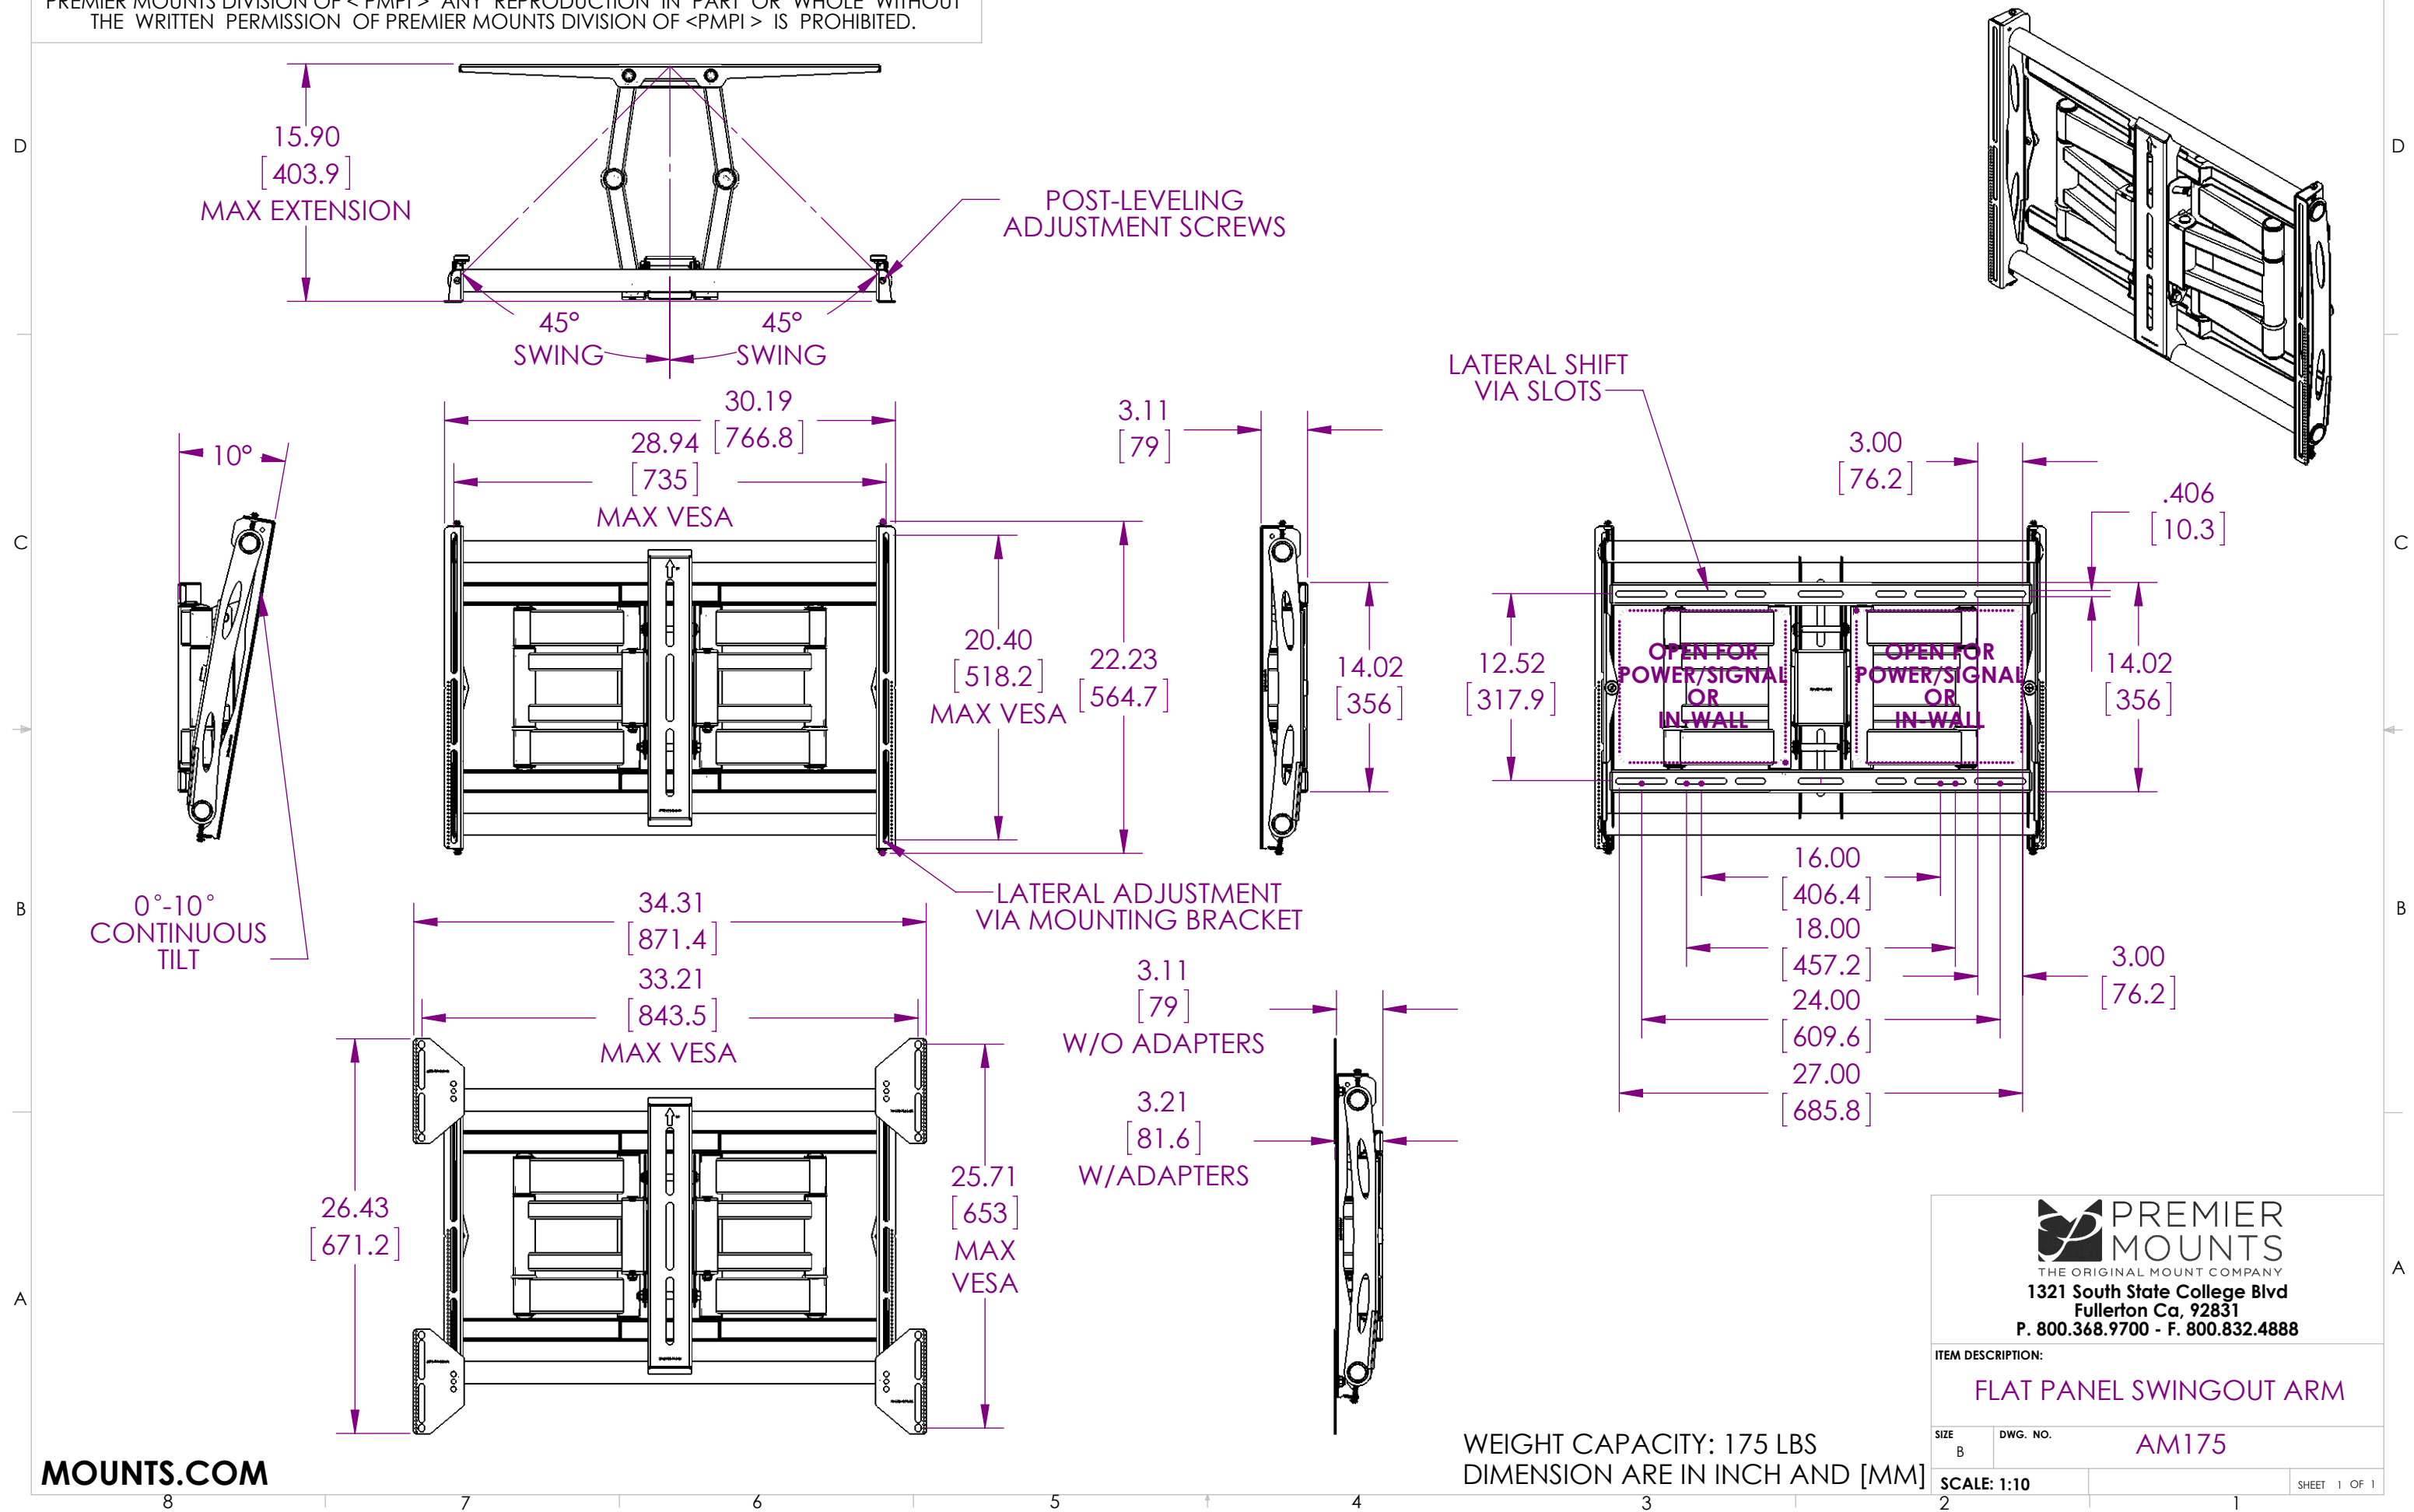 PREMIER MOUNTS DIVISION OF < PMPI > ANY REPRODUCTION IN PART OR WHOLE WITHOUT
THE WRITTEN PERMISSION OF PREMIER MOUNTS DIVISION OF <PMPI > IS PROHIBITED.
D
D
15.90
[403.9]
MAX EXTENSION
POST-LEVELING
ADJUSTMENT SCREWS
45°
SWING
45°
SWING
LATERAL SHIFT
VIA SLOTS
30.19
[766.8]
28.94
[735]
MAX VESA
3.11
[79]
3.00
[76.2]
.406
[10.3]
10°
C
C
20.40
[518.2]
MAX VESA
22.23
[564.7]
14.02
[356]
12.52
[317.9]
OPEN FOR
POWER/SIGNAL
OR
IN-WALL
OPEN FOR
POWER/SIGNAL
OR
IN-WALL
14.02
[356]
0°-10°
CONTINUOUS
TILT
LATERAL ADJUSTMENT
VIA MOUNTING BRACKET
B
B
16.00
[406.4]
18.00
[457.2]
24.00
[609.6]
27.00
[685.8]
3.00
[76.2]
34.31
[871.4]
33.21
[843.5]
MAX VESA
3.11
[79]
W/O ADAPTERS
3.21
[81.6]
W/ADAPTERS
26.43
[671.2]
25.71
[653]
MAX
VESA
A
A
PREMIER
MOUNTS
THE ORIGINAL MOUNT COMPANY
1321 South State College Blvd
Fullerton Ca, 92831
P. 800.368.9700 - F. 800.832.4888
ITEM DESCRIPTION:
FLAT PANEL SWINGOUT ARM
SIZE
B
DWG. NO.
AM175
SCALE: 1:10
SHEET 1 OF 1
WEIGHT CAPACITY: 175 LBS
DIMENSION ARE IN INCH AND [MM]
MOUNTS.COM
8
7
6
5
4
3
2
1